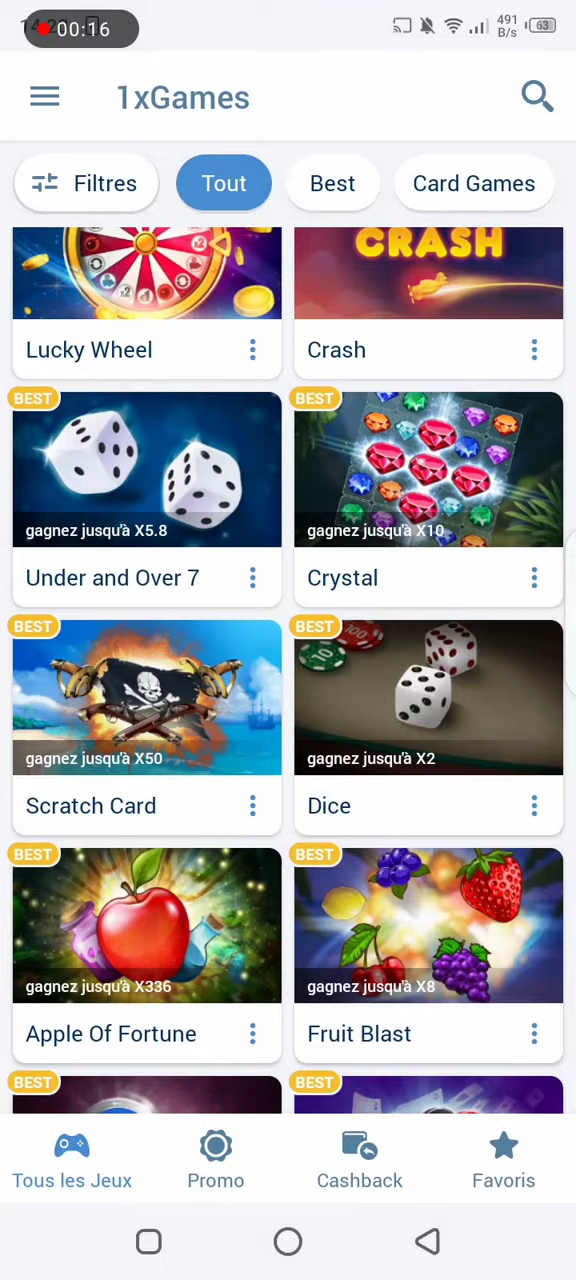 00:16
491
B/s
63
1xGames
Filtres
Tout
Best
Card Games
CRASH
Lucky Wheel
Crash
BEST
BEST
gagnez jusqu'à X5.8
gagnez jusqu'à X10
Under and Over 7
Crystal
BEST
BEST
gagnez jusqu'à X50
gagnez jusqu'à X2
Scratch Card
Dice
BEST
BEST
gagnez jusqu'à X336
gagnez jusqu'à X8
Apple Of Fortune
Fruit Blast
BEST
BEST
Tous les Jeux
Promo
Cashback
Favoris